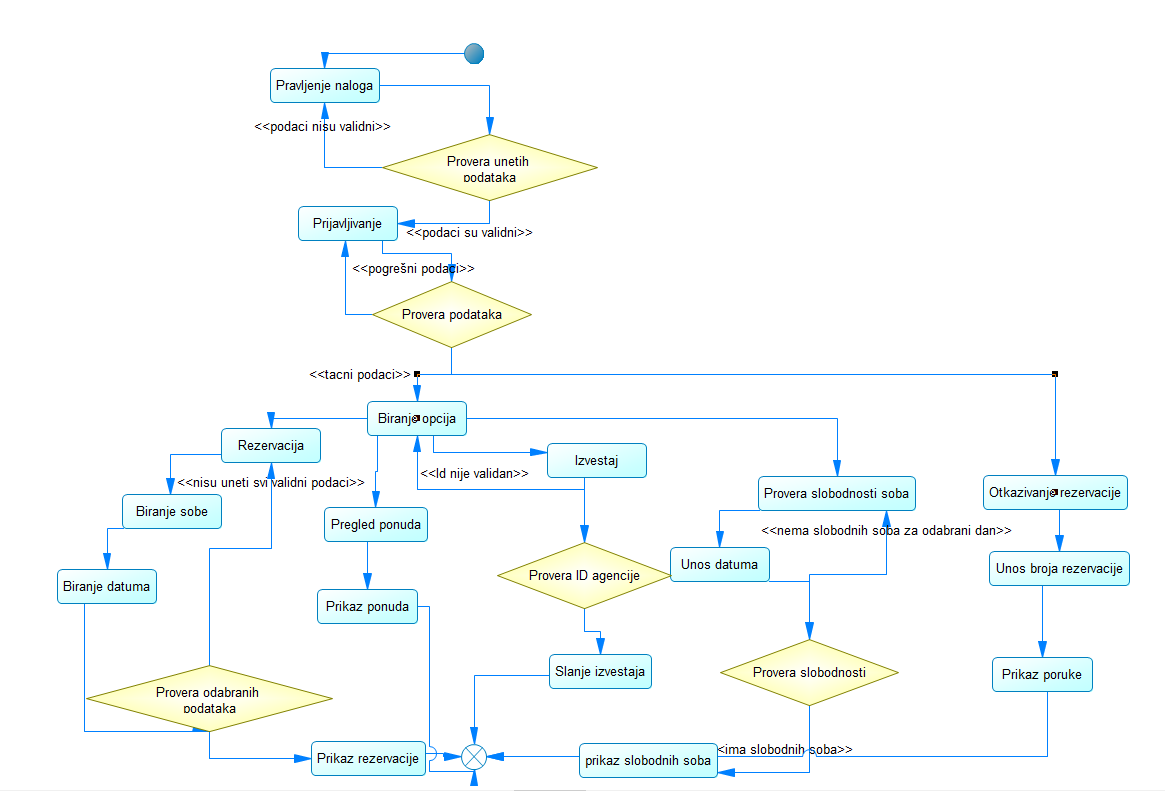 Pravljenje naloga
<<podaci nisu validni>>
Provera unetih
podataka
Prijavljivanje
<<podaci su validni>>
<<pogrešni podaci>>
Provera podataka
<<tacni podaci>>
Biranje opcija
Rezervacija
Izvestaj
<<Id nije validan>>
<<nisu uneti svi validni podaci>>
Provera slobodnosti soba
Otkazivanje rezervacije
Biranje sobe
Pregled ponuda
<<nema slobodnih soba za odabrani dan>>
Unos datuma
Unos broja rezervacije
Provera ID agencije
Biranje datuma
Prikaz ponuda
Slanje izvestaja
Provera slobodnosti
Prikaz poruke
Provera odabranih
podataka
<ima slobodnih soba>>
Prikaz rezervacije
prikaz slobodnih soba